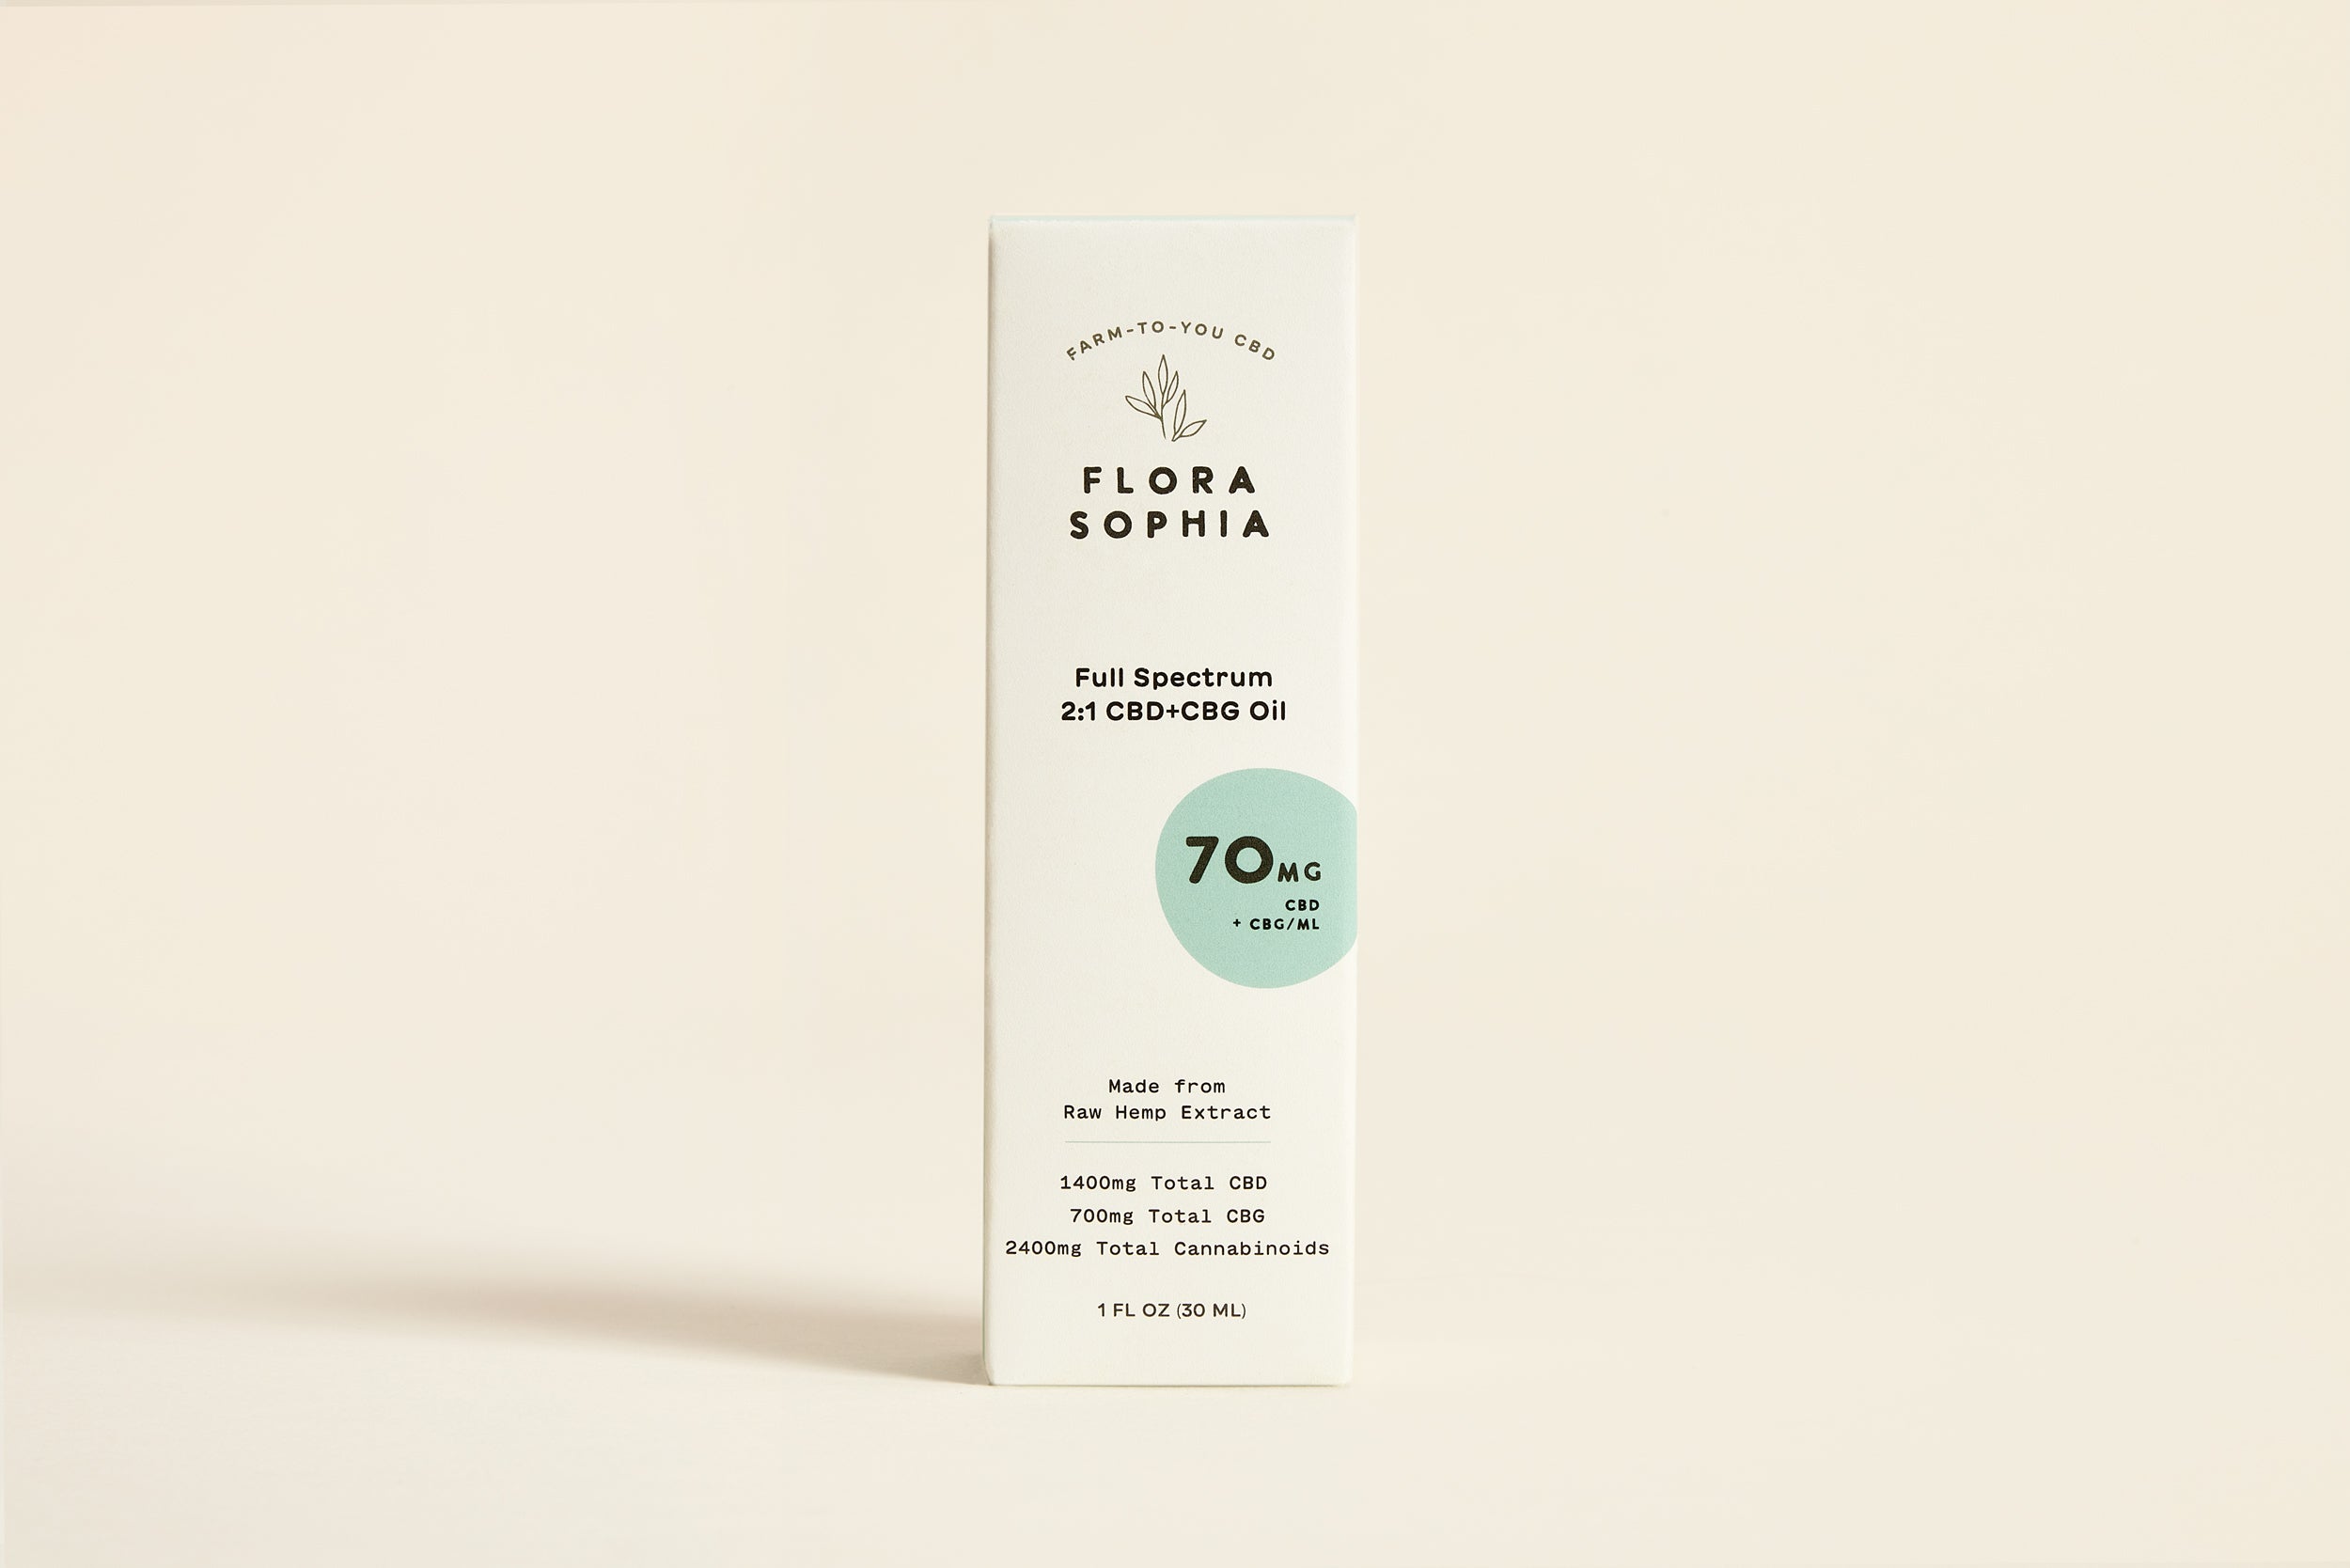 FARM-TO-YOU CBD
FLORA
SOPHIA
Full Spectrum
2:1 CBD+CBG Oil
70MG
CBD
+ CBG/ML
Made from
Raw Hemp Extract
1400mg Total CBD
700mg Total CBG
2400mg Total Cannabinoids
1 FL OZ (30 ML)